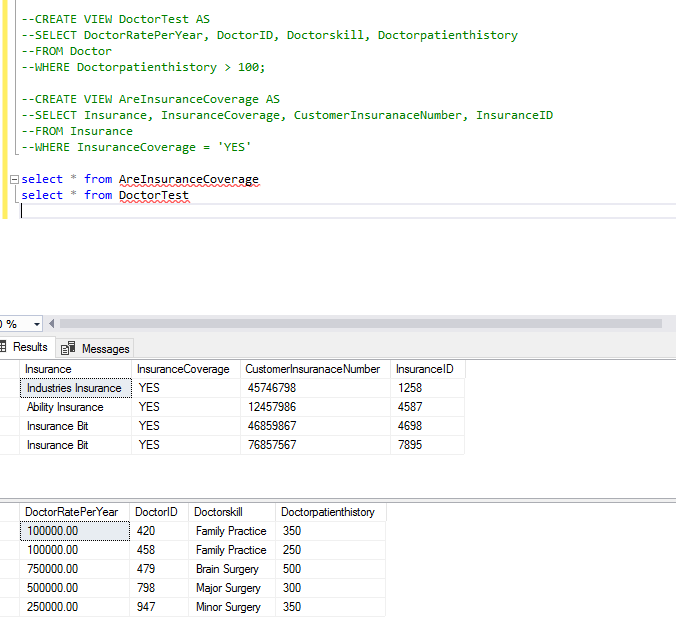 --CREATE VIEW DoctorTest AS
--SELECT DoctorRatePerYear, DoctorID, Doctorskill, Doctorpatienthistory
--FROM Doctor
--WHERE Doctorpatienthistory > 100;
--CREATE VIEW AreInsuranceCoverage AS
--SELECT Insurance, InsuranceCoverage, CustomerInsuranaceNumber, InsuranceID
--FROM Insurance
--WHERE InsuranceCoverage = 'YES'
select * from AreInsuranceCoverage
select * from DoctorTest
%
Results Messages
Insurance InsuranceCoverage CustomerInsuranaceNumber InsuranceID
Industries Insurance YES 45746798 1258
Ability Insurance YES 12457986 4587
Insurance Bit YES 46859867 4698
Insurance Bit YES 76857567 7895
DoctorRatePerYear DoctorID Doctorskill Doctorpatienthistory
100000.00 420 Family Practice 350
100000.00 458 Family Practice 250
750000.00 479 Brain Surgery 500
500000.00 798 Major Surgery 300
250000.00 947 Minor Surgery 350